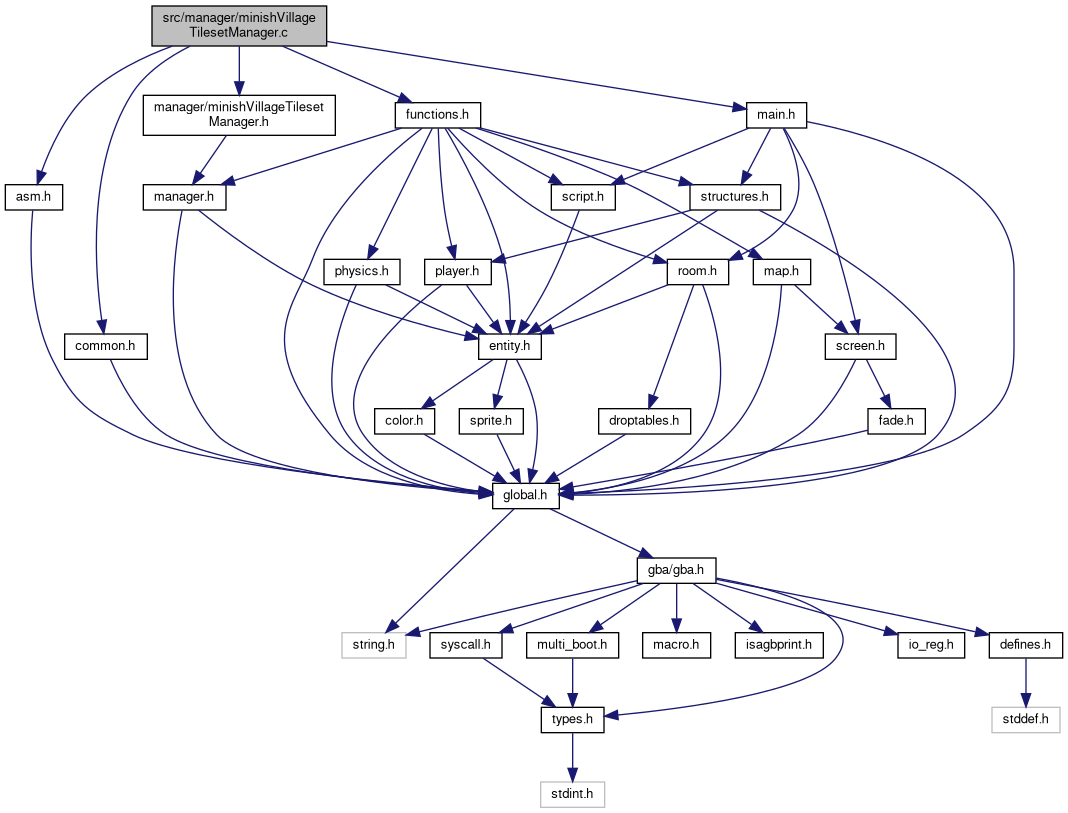 src/manager/minishVillage
TilesetManager.c
manager/minishVillageTileset
Manager.h
functions.h
main.h
asm.h
manager.h
script.h
structures.h
physics.h
player.h
room.h
map.h
common.h
entity.h
screen.h
color.h
sprite.h
droptables.h
fade.h
global.h
gba/gba.h
string.h
syscall.h
multi_boot.h
macro.h
isagbprint.h
io_reg.h
defines.h
types.h
stddef.h
stdint.h